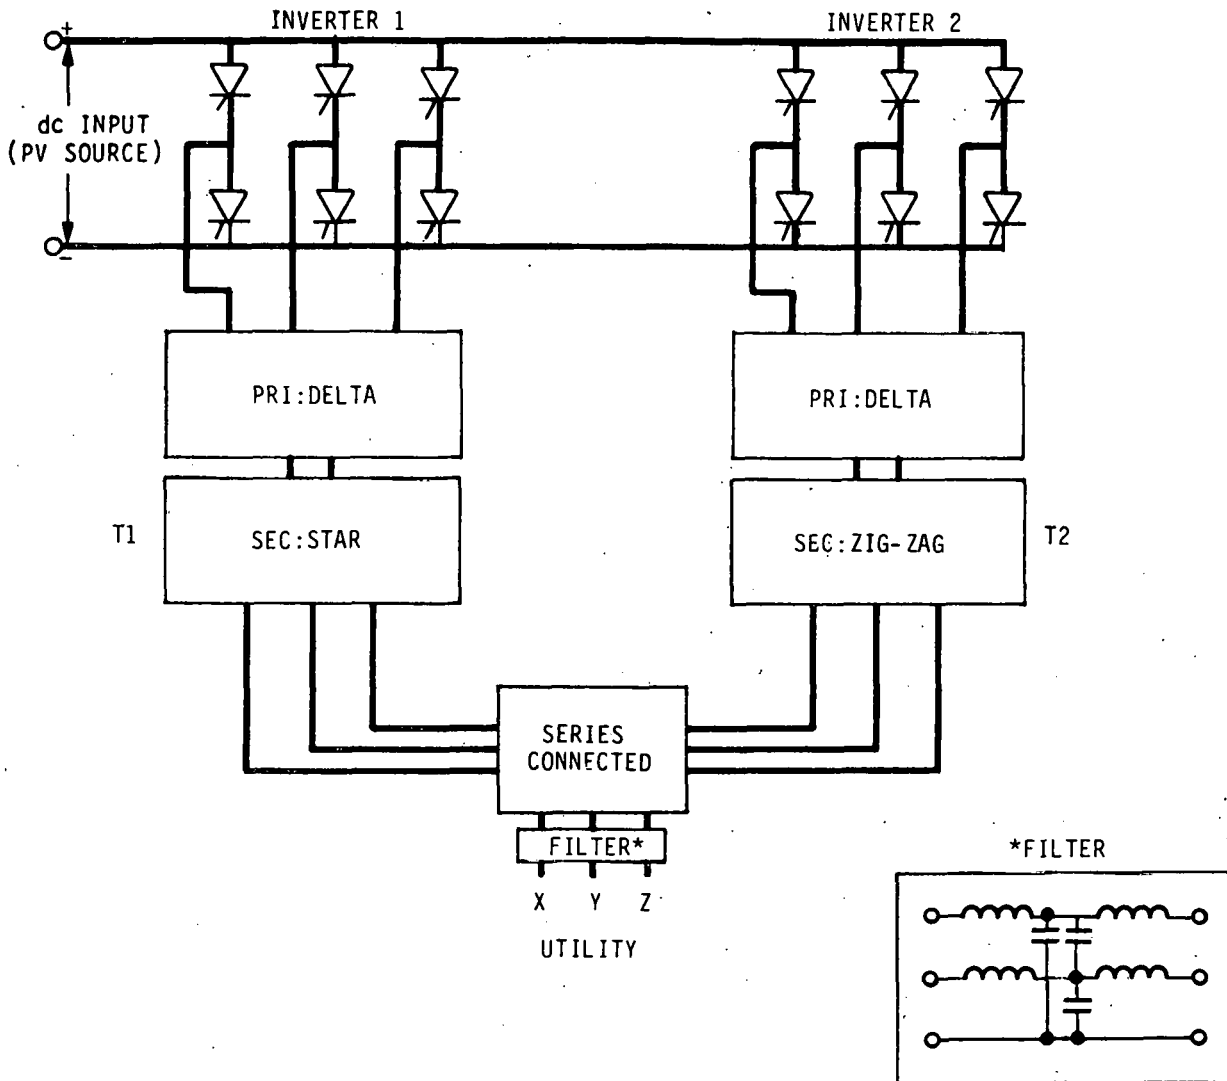 INVERTER 1
INVERTER 2
+
dc INPUT
(PV SOURCE)
−
PRI:DELTA
PRI:DELTA
T1
SEC:STAR
SEC:ZIG-ZAG
T2
SERIES
CONNECTED
FILTER*
X Y Z
UTILITY
*FILTER